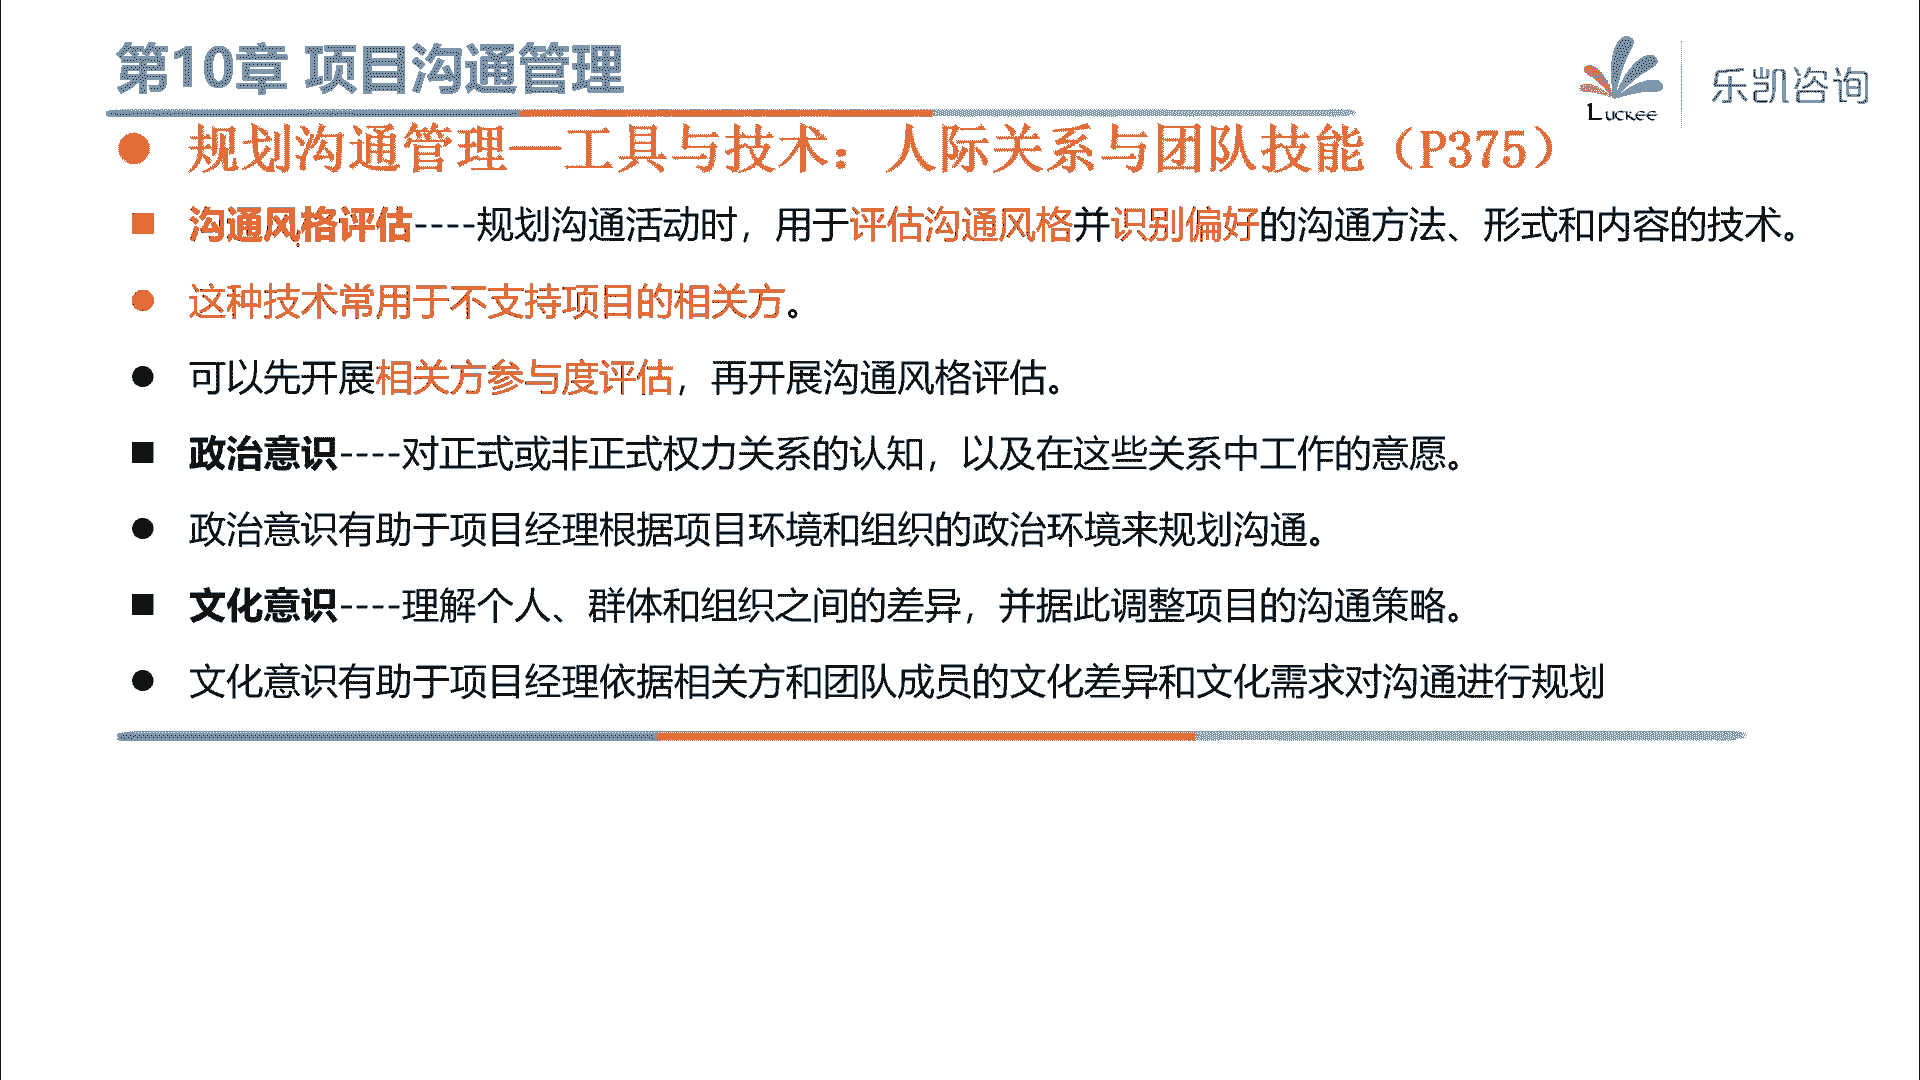 第10章 项目沟通管理
Luckee
乐凯咨询
规划沟通管理—工具与技术：人际关系与团队技能（P375）
沟通风格评估----规划沟通活动时，用于评估沟通风格并识别偏好的沟通方法、形式和内容的技术。
这种技术常用于不支持项目的相关方。
可以先开展相关方参与度评估，再开展沟通风格评估。
政治意识----对正式或非正式权力关系的认知，以及在这些关系中工作的意愿。
政治意识有助于项目经理根据项目环境和组织的政治环境来规划沟通。
文化意识----理解个人、群体和组织之间的差异，并据此调整项目的沟通策略。
文化意识有助于项目经理依据相关方和团队成员的文化差异和文化需求对沟通进行规划